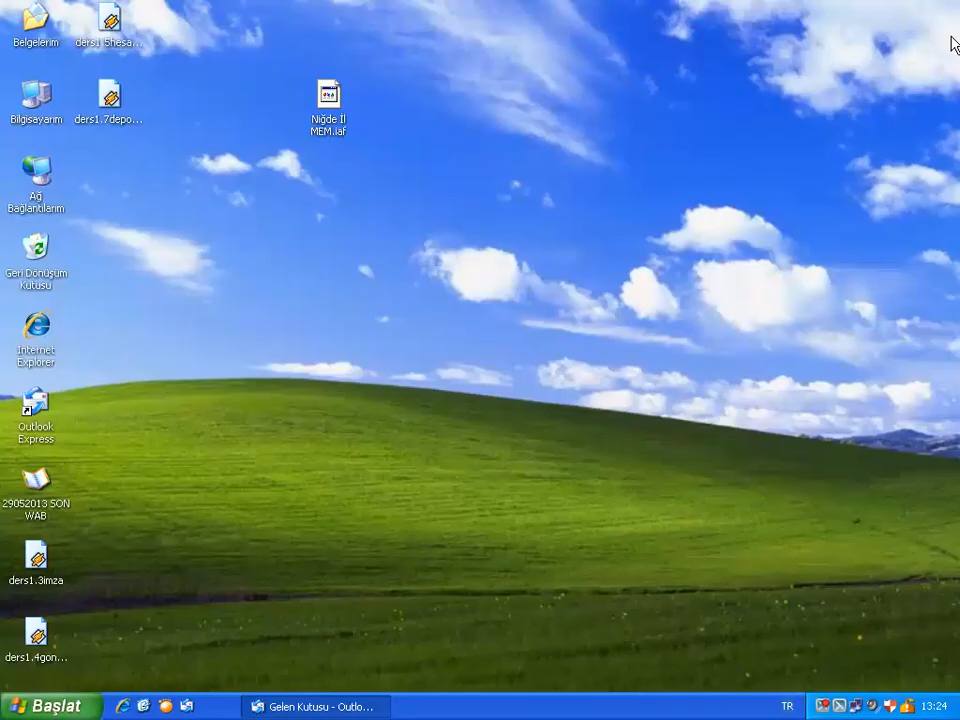 Belgelerim
ders1.5hesa...
Bilgisayarım
ders1.7depo...
Niğde İl
MEM.iaf
Ağ
Bağlantılarım
Geri Dönüşüm
Kutusu
Internet
Explorer
Outlook
Express
29052013 SON
WAB
ders1.3imza
ders1.4gon...
Başlat
Gelen Kutusu - Outlo...
TR
13:24